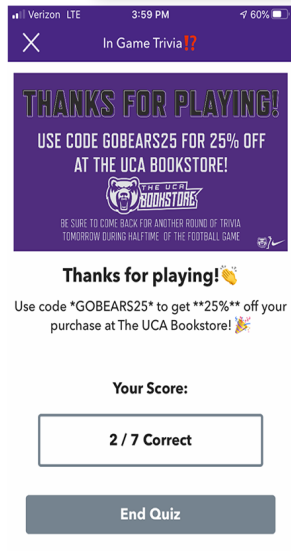 Verizon LTE 3:59 PM 60%
X In Game Trivia⁉️
THANKS FOR PLAYING!
USE CODE GOBEARS25 FOR 25% OFF
AT THE UCA BOOKSTORE!
THE UCA
BOOKSTORE
BE SURE TO COME BACK FOR ANOTHER ROUND OF TRIVIA
TOMORROW DURING HALFTIME OF THE FOOTBALL GAME
Thanks for playing!👏
Use code *GOBEARS25* to get **25%** off your
purchase at The UCA Bookstore! 🎉
Your Score:
2 / 7 Correct
End Quiz